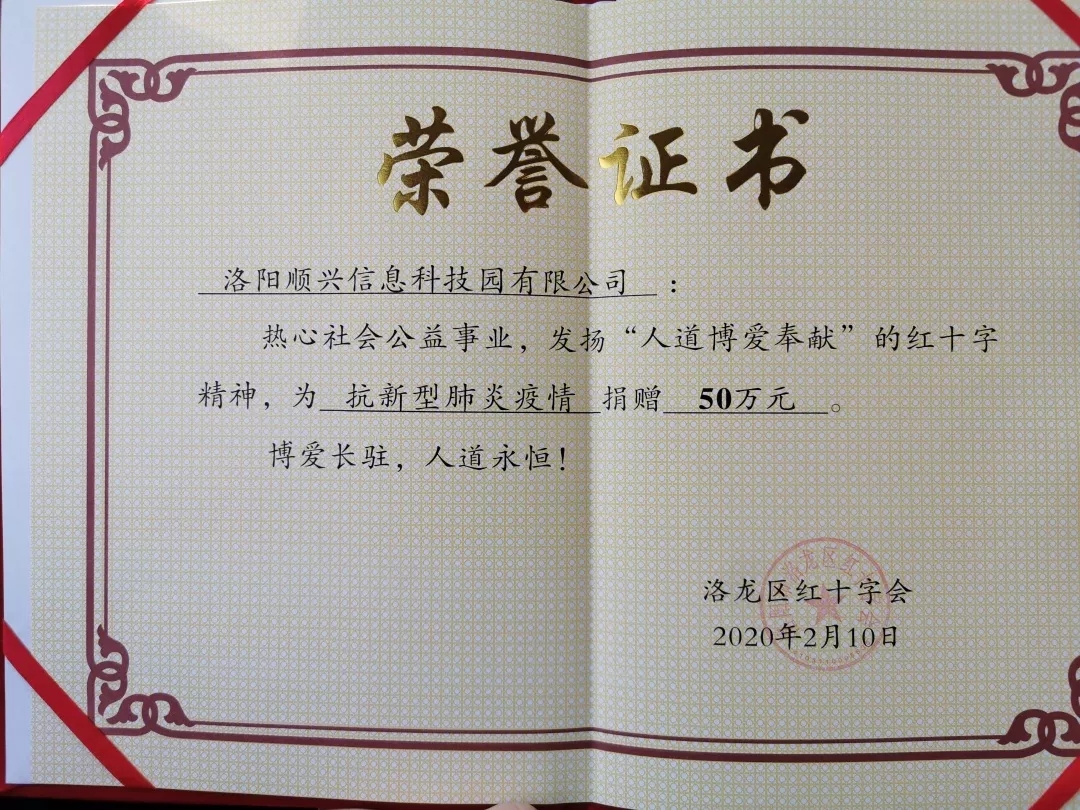 荣誉证书
洛阳顺兴信息科技园有限公司：
热心社会公益事业，发扬“人道博爱奉献”的红十字
精神，为抗新型肺炎疫情捐赠50万元。
博爱长驻，人道永恒！
洛龙区红十字会
2020年2月10日